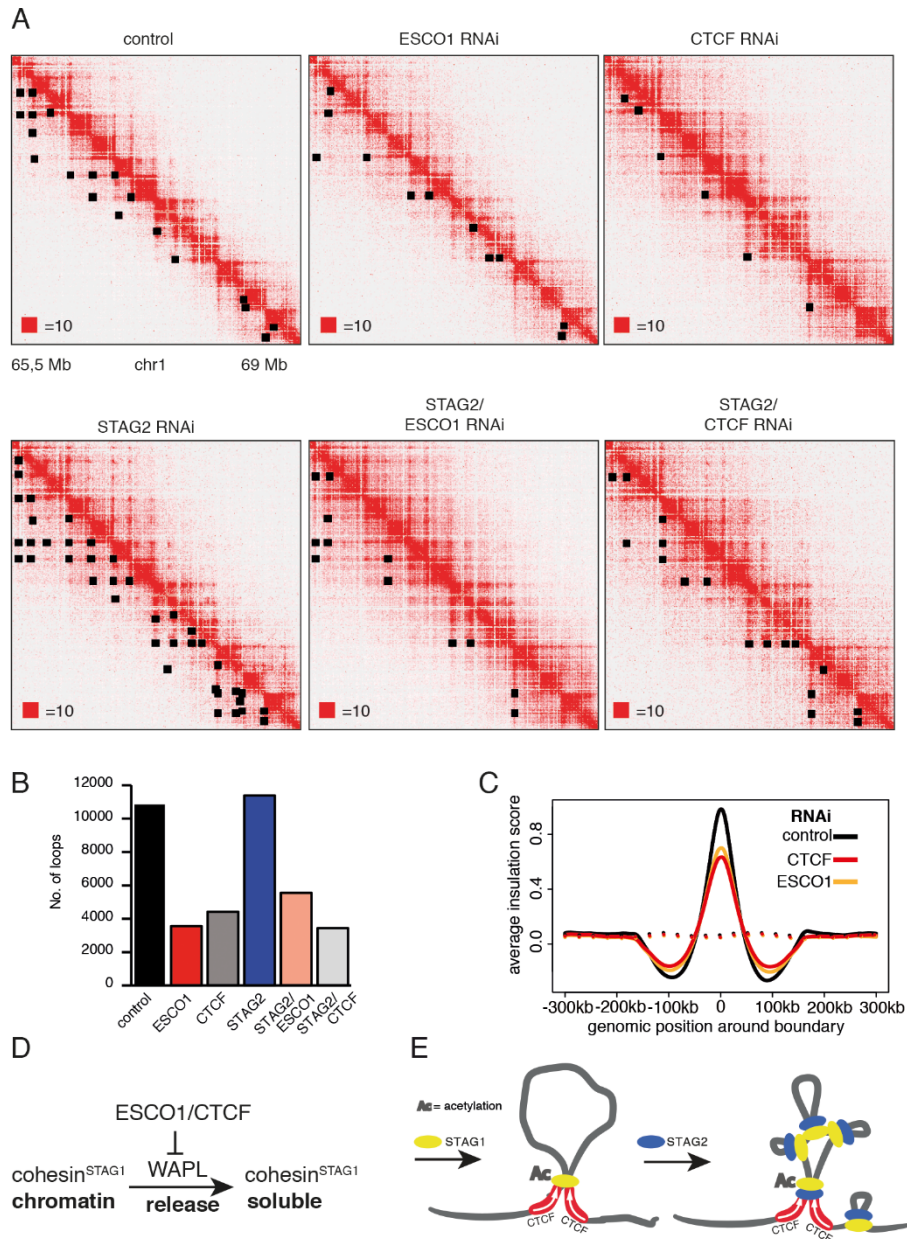 A
control
ESCO1 RNAi
CTCF RNAi
=10
=10
=10
65,5 Mb
chr1
69 Mb
STAG2 RNAi
STAG2/
ESCO1 RNAi
STAG2/
CTCF RNAi
=10
=10
=10
B
No. of loops
12000
10000
8000
6000
4000
2000
0
control
ESCO1
CTCF
STAG2
STAG2/
ESCO1
STAG2/
CTCF
C
average insulation score
0.8
0.4
0.0
RNAi
control
CTCF
ESCO1
-300kb
-200kb
-100kb
0
100kb
200kb
300kb
genomic position around boundary
D
ESCO1/CTCF
WAPL
cohesinSTAG1
chromatin
release
cohesinSTAG1
soluble
E
Ac = acetylation
STAG1
STAG2
Ac
CTCF
CTCF
Ac
CTCF
CTCF